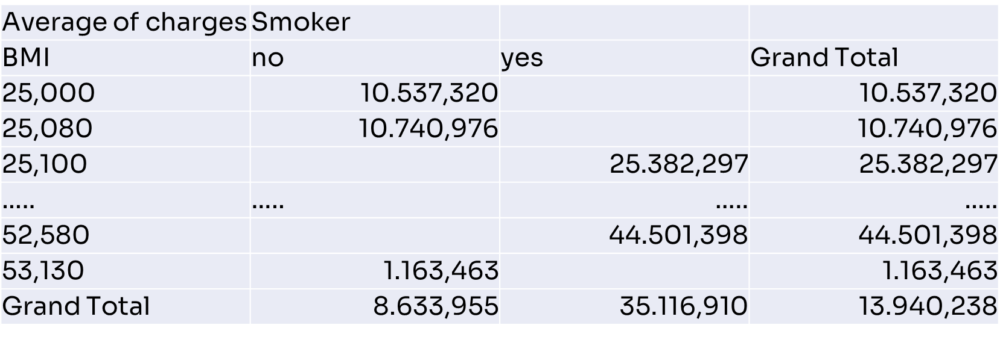 Average of charges Smoker
BMI no yes Grand Total
25,000 10.537,320 10.537,320
25,080 10.740,976 10.740,976
25,100 25.382,297 25.382,297
..... ..... ..... .....
52,580 44.501,398 44.501,398
53,130 1.163,463 1.163,463
Grand Total 8.633,955 35.116,910 13.940,238